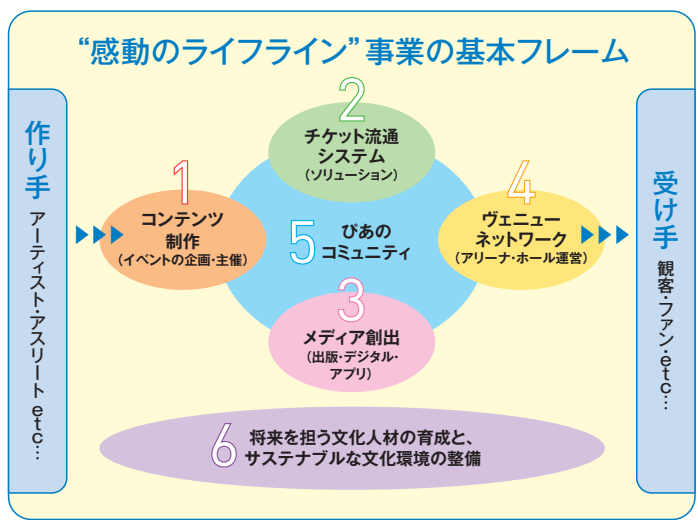 “感動のライフライン”事業の基本フレーム
作り手
アーティスト・アスリート etc…
1
コンテンツ
制作
(イベントの企画・主催)
2
チケット流通
システム
(ソリューション)
5
ぴあの
コミュニティ
3
メディア創出
(出版・デジタル・
アプリ)
4
ヴェニュー
ネットワーク
(アリーナ・ホール運営)
受け手
観客・ファン・etc…
6
将来を担う文化人材の育成と、
サステナブルな文化環境の整備